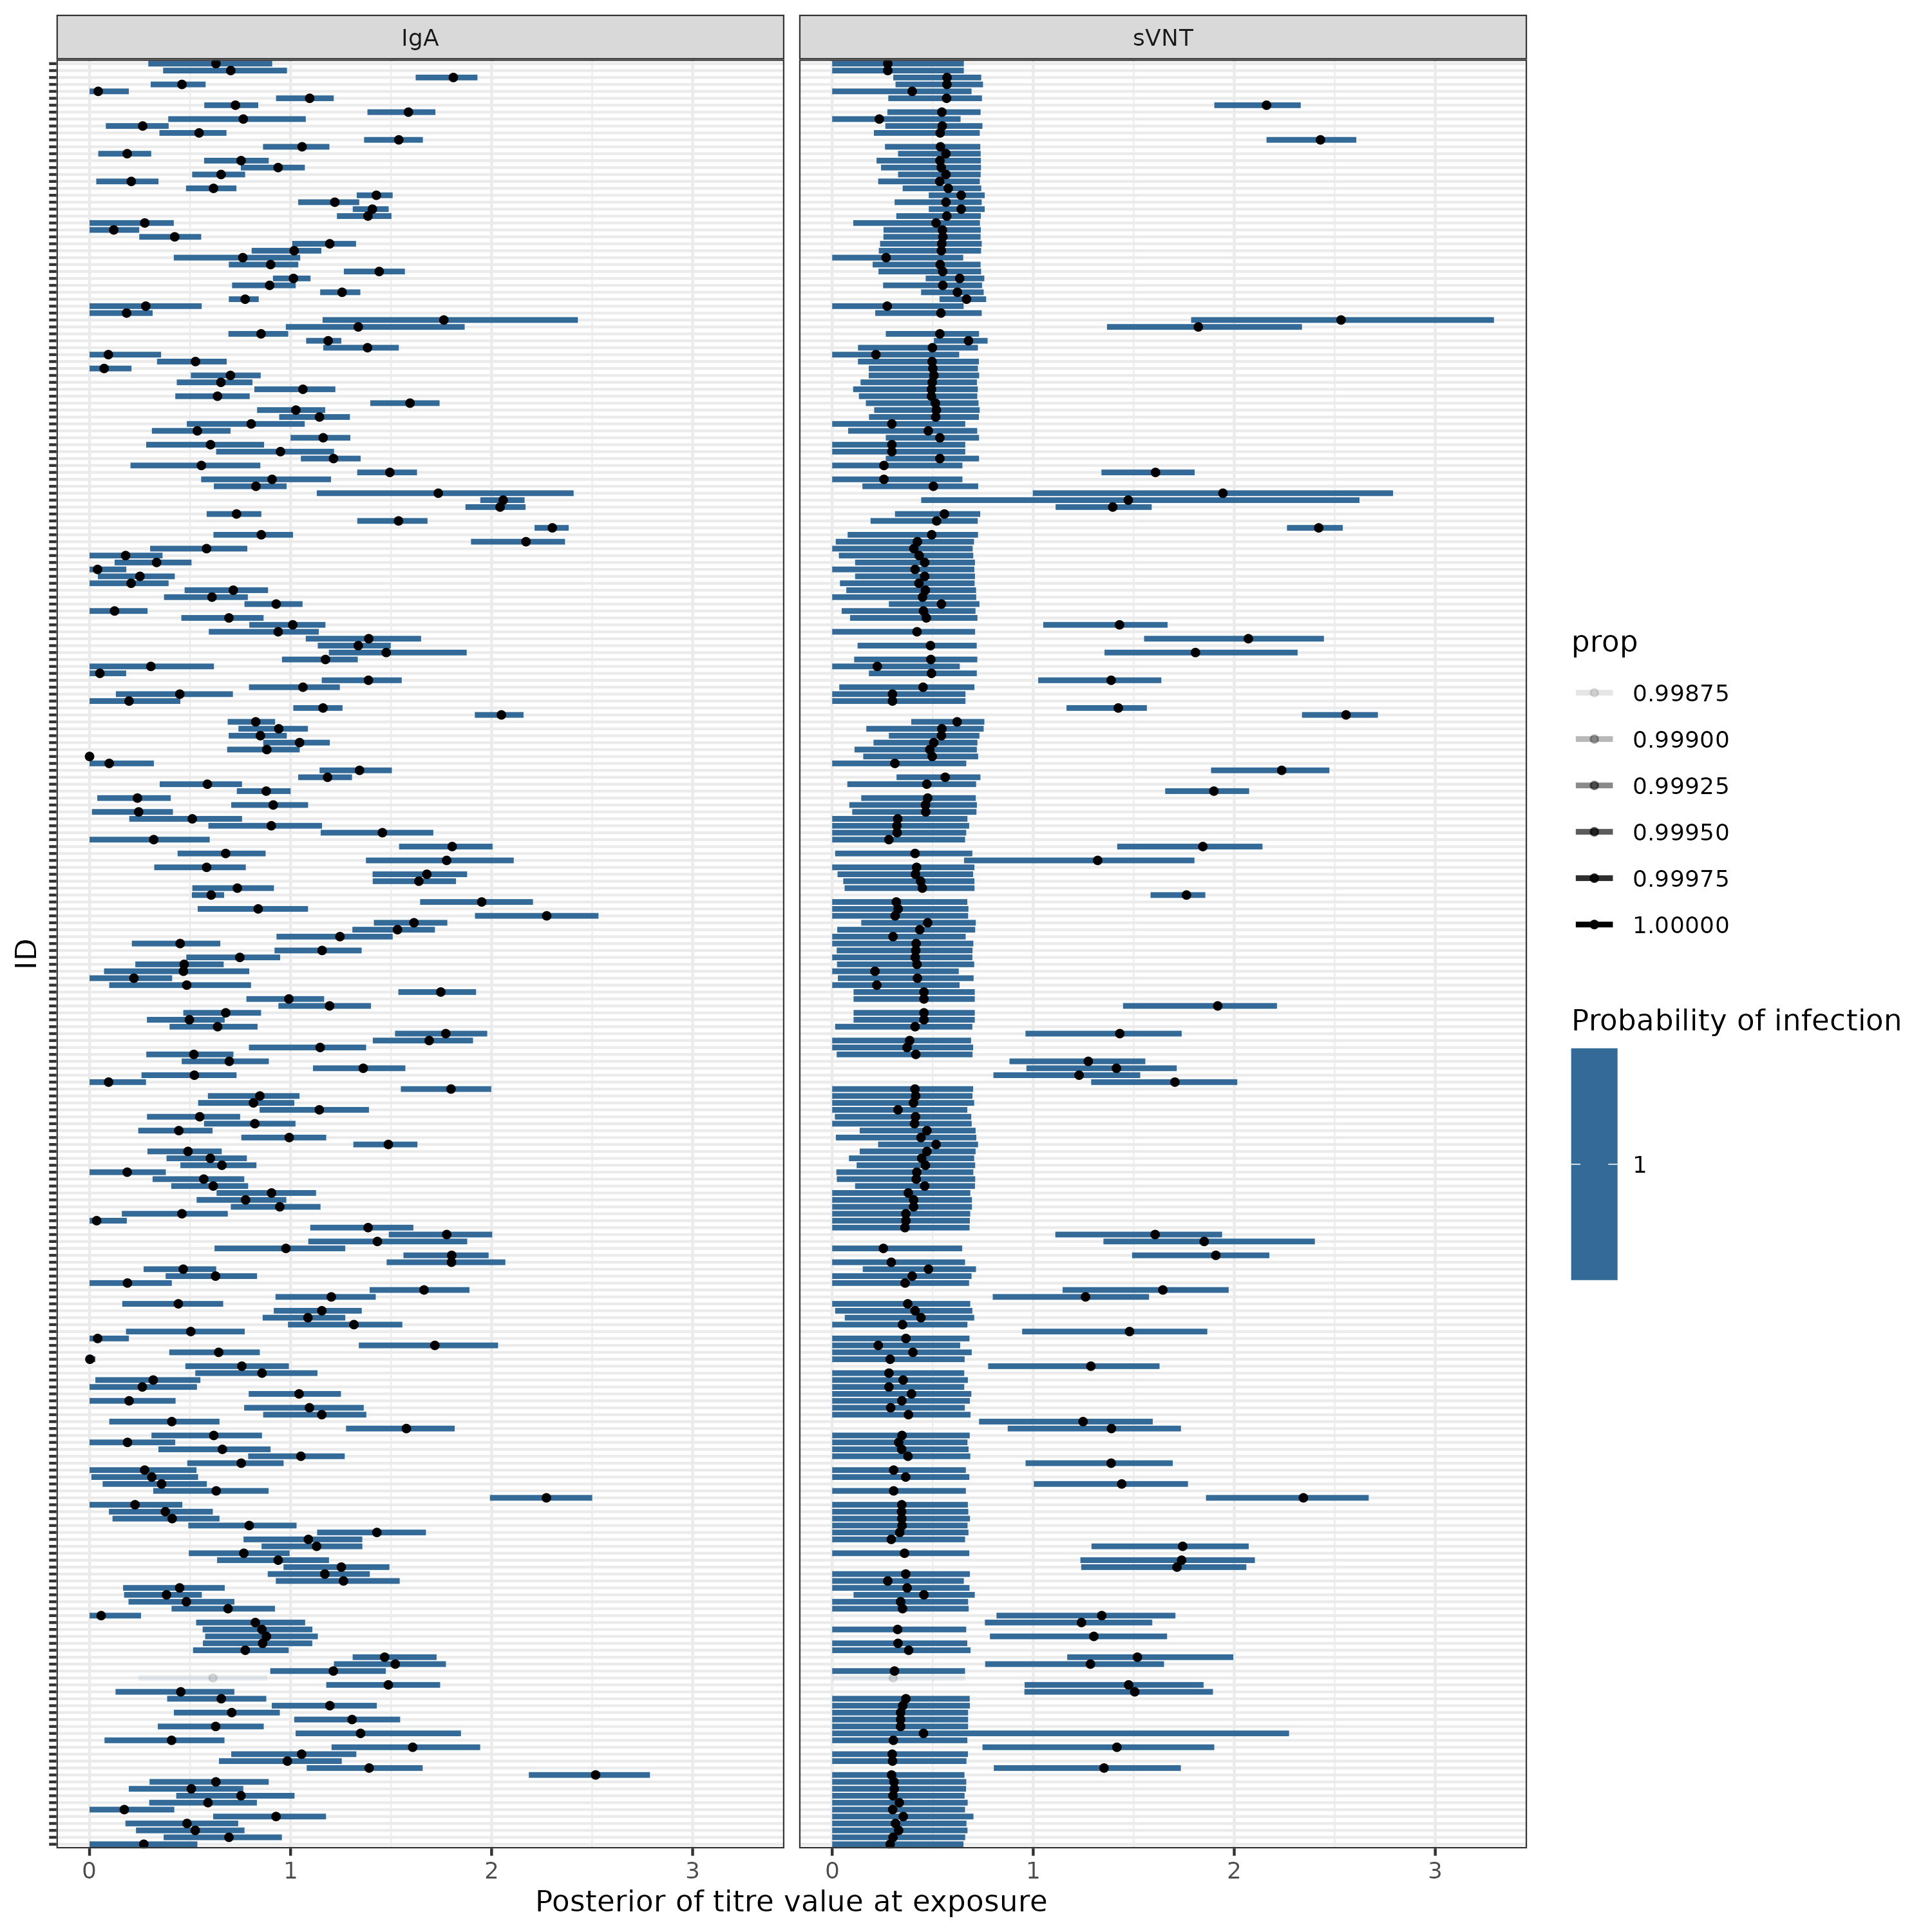 IgA
sVNT
ID
0 1 2 3
0 1 2 3
Posterior of titre value at exposure
prop
0.99875
0.99900
0.99925
0.99950
0.99975
1.00000
Probability of infection
1